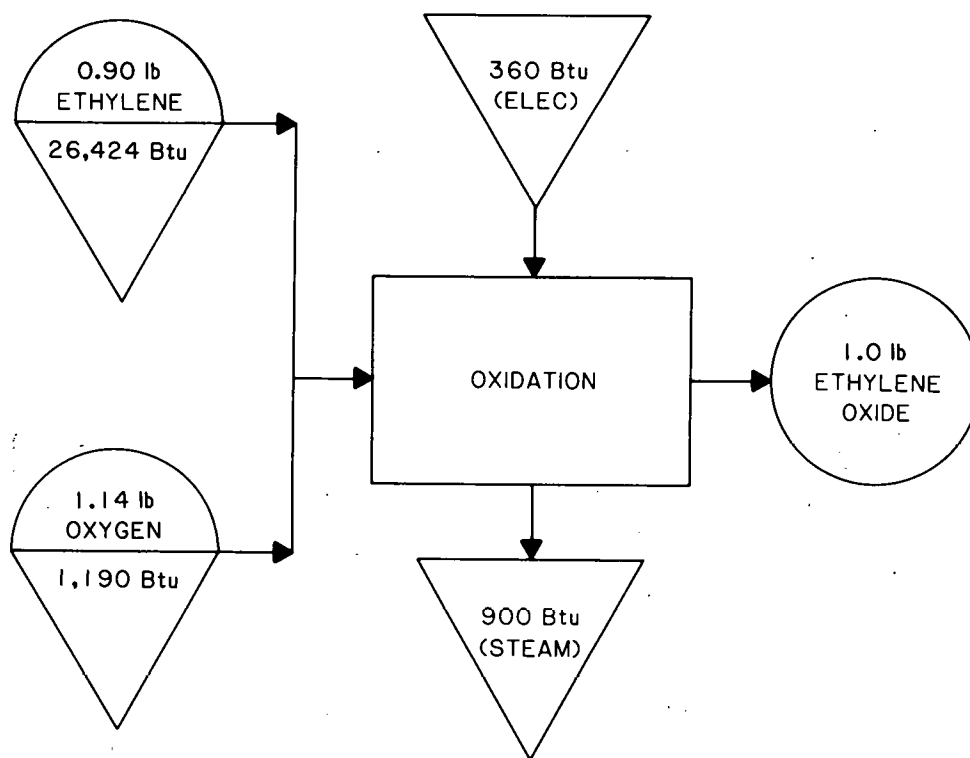 0.90 lb
ETHYLENE
26,424 Btu
360 Btu
(ELEC)
OXIDATION
1.0 lb
ETHYLENE
OXIDE
1.14 lb
OXYGEN
1,190 Btu
900 Btu
(STEAM)